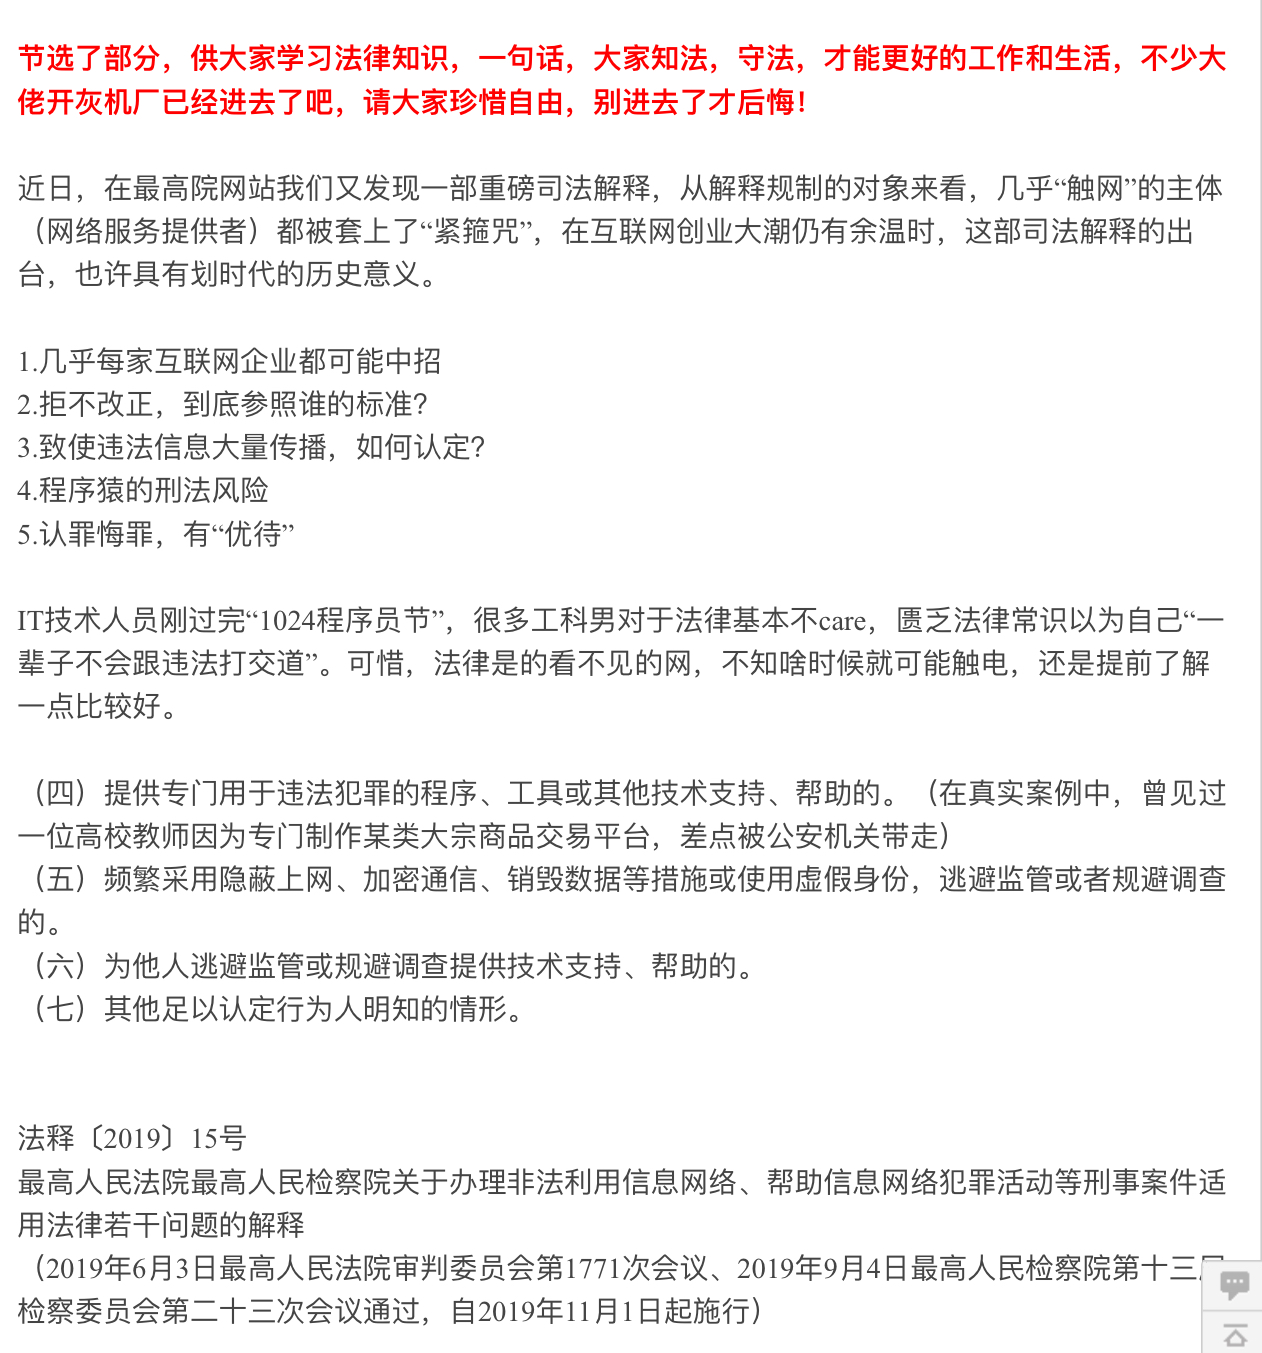 节选了部分，供大家学习法律知识，一句话，大家知法，守法，才能更好的工作和生活，不少大
佬开灰机厂已经进去了吧，请大家珍惜自由，别进去了才后悔！
近日，在最高院网站我们又发现一部重磅司法解释，从解释规制的对象来看，几乎“触网”的主体
（网络服务提供者）都被套上了“紧箍咒”，在互联网创业大潮仍有余温时，这部司法解释的出
台，也许具有划时代的历史意义。
1.几乎每家互联网企业都可能中招
2.拒不改正，到底参照谁的标准？
3.致使违法信息大量传播，如何认定？
4.程序猿的刑法风险
5.认罪悔罪，有“优待”
IT技术人员刚过完“1024程序员节”，很多工科男对于法律基本不care，匮乏法律常识以为自己“一
辈子不会跟违法打交道”。可惜，法律是的看不见的网，不知啥时候就可能触电，还是提前了解
一点比较好。
（四）提供专门用于违法犯罪的程序、工具或其他技术支持、帮助的。（在真实案例中，曾见过
一位高校教师因为专门制作某类大宗商品交易平台，差点被公安机关带走）
（五）频繁采用隐蔽上网、加密通信、销毁数据等措施或使用虚假身份，逃避监管或者规避调查
的。
（六）为他人逃避监管或规避调查提供技术支持、帮助的。
（七）其他足以认定行为人明知的情形。
法释〔2019〕15号
最高人民法院最高人民检察院关于办理非法利用信息网络、帮助信息网络犯罪活动等刑事案件适
用法律若干问题的解释
（2019年6月3日最高人民法院审判委员会第1771次会议、2019年9月4日最高人民检察院第十三届
检察委员会第二十三次会议通过，自2019年11月1日起施行）